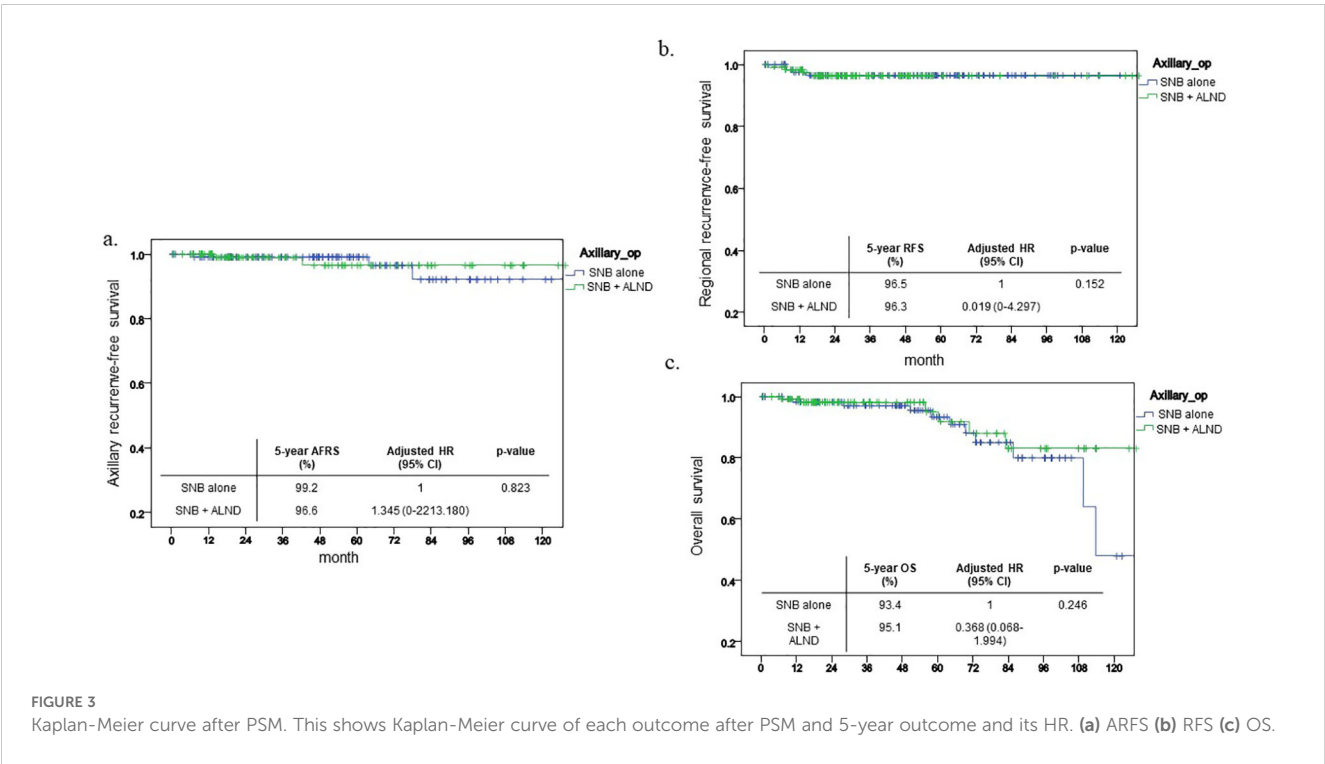 a.
Axillary recurrenve-free survival
1.0
0.8
0.6
0.4
0.2
5-year AFRS (%)
Adjusted HR (95% CI)
p-value
SNB alone 99.2 1 0.823
SNB + ALND 96.6 1.345 (0-2213.180)
0 12 24 36 48 60 72 84 96 108 120
month
Axillary_op
SNB alone
SNB + ALND
b.
Regional recurrenvce-free survival
1.0
0.8
0.6
0.4
0.2
5-year RFS (%)
Adjusted HR (95% CI)
p-value
SNB alone 96.5 1 0.152
SNB + ALND 96.3 0.019 (0-4.297)
0 12 24 36 48 60 72 84 96 108 120
month
Axillary_op
SNB alone
SNB + ALND
c.
Overall survival
1.0
0.8
0.6
0.4
0.2
5-year OS (%)
Adjusted HR (95% CI)
p-value
SNB alone 93.4 1 0.246
SNB + ALND 95.1 0.368 (0.068-1.994)
0 12 24 36 48 60 72 84 96 108 120
Axillary_op
SNB alone
SNB + ALND
FIGURE 3
Kaplan-Meier curve after PSM. This shows Kaplan-Meier curve of each outcome after PSM and 5-year outcome and its HR. (a) ARFS (b) RFS (c) OS.